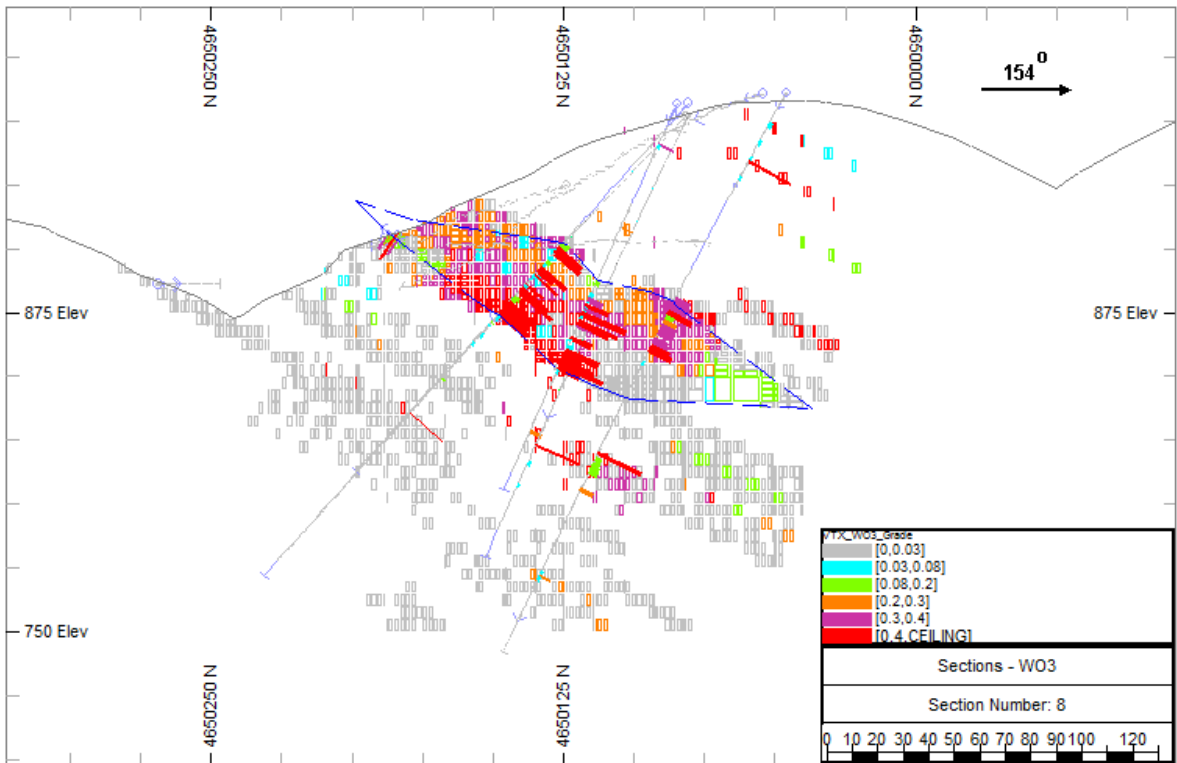 4650250 N
4650125 N
4650000 N
154°
875 Elev
875 Elev
750 Elev
4650250 N
4650125 N
VTX_WO3_Grade
[0,0.03]
[0.03,0.08]
[0.08,0.2]
[0.2,0.3]
[0.3,0.4]
[0.4,CEILING]
Sections - WO3
Section Number: 8
0 10 20 30 40 50 60 70 80 90 100 120